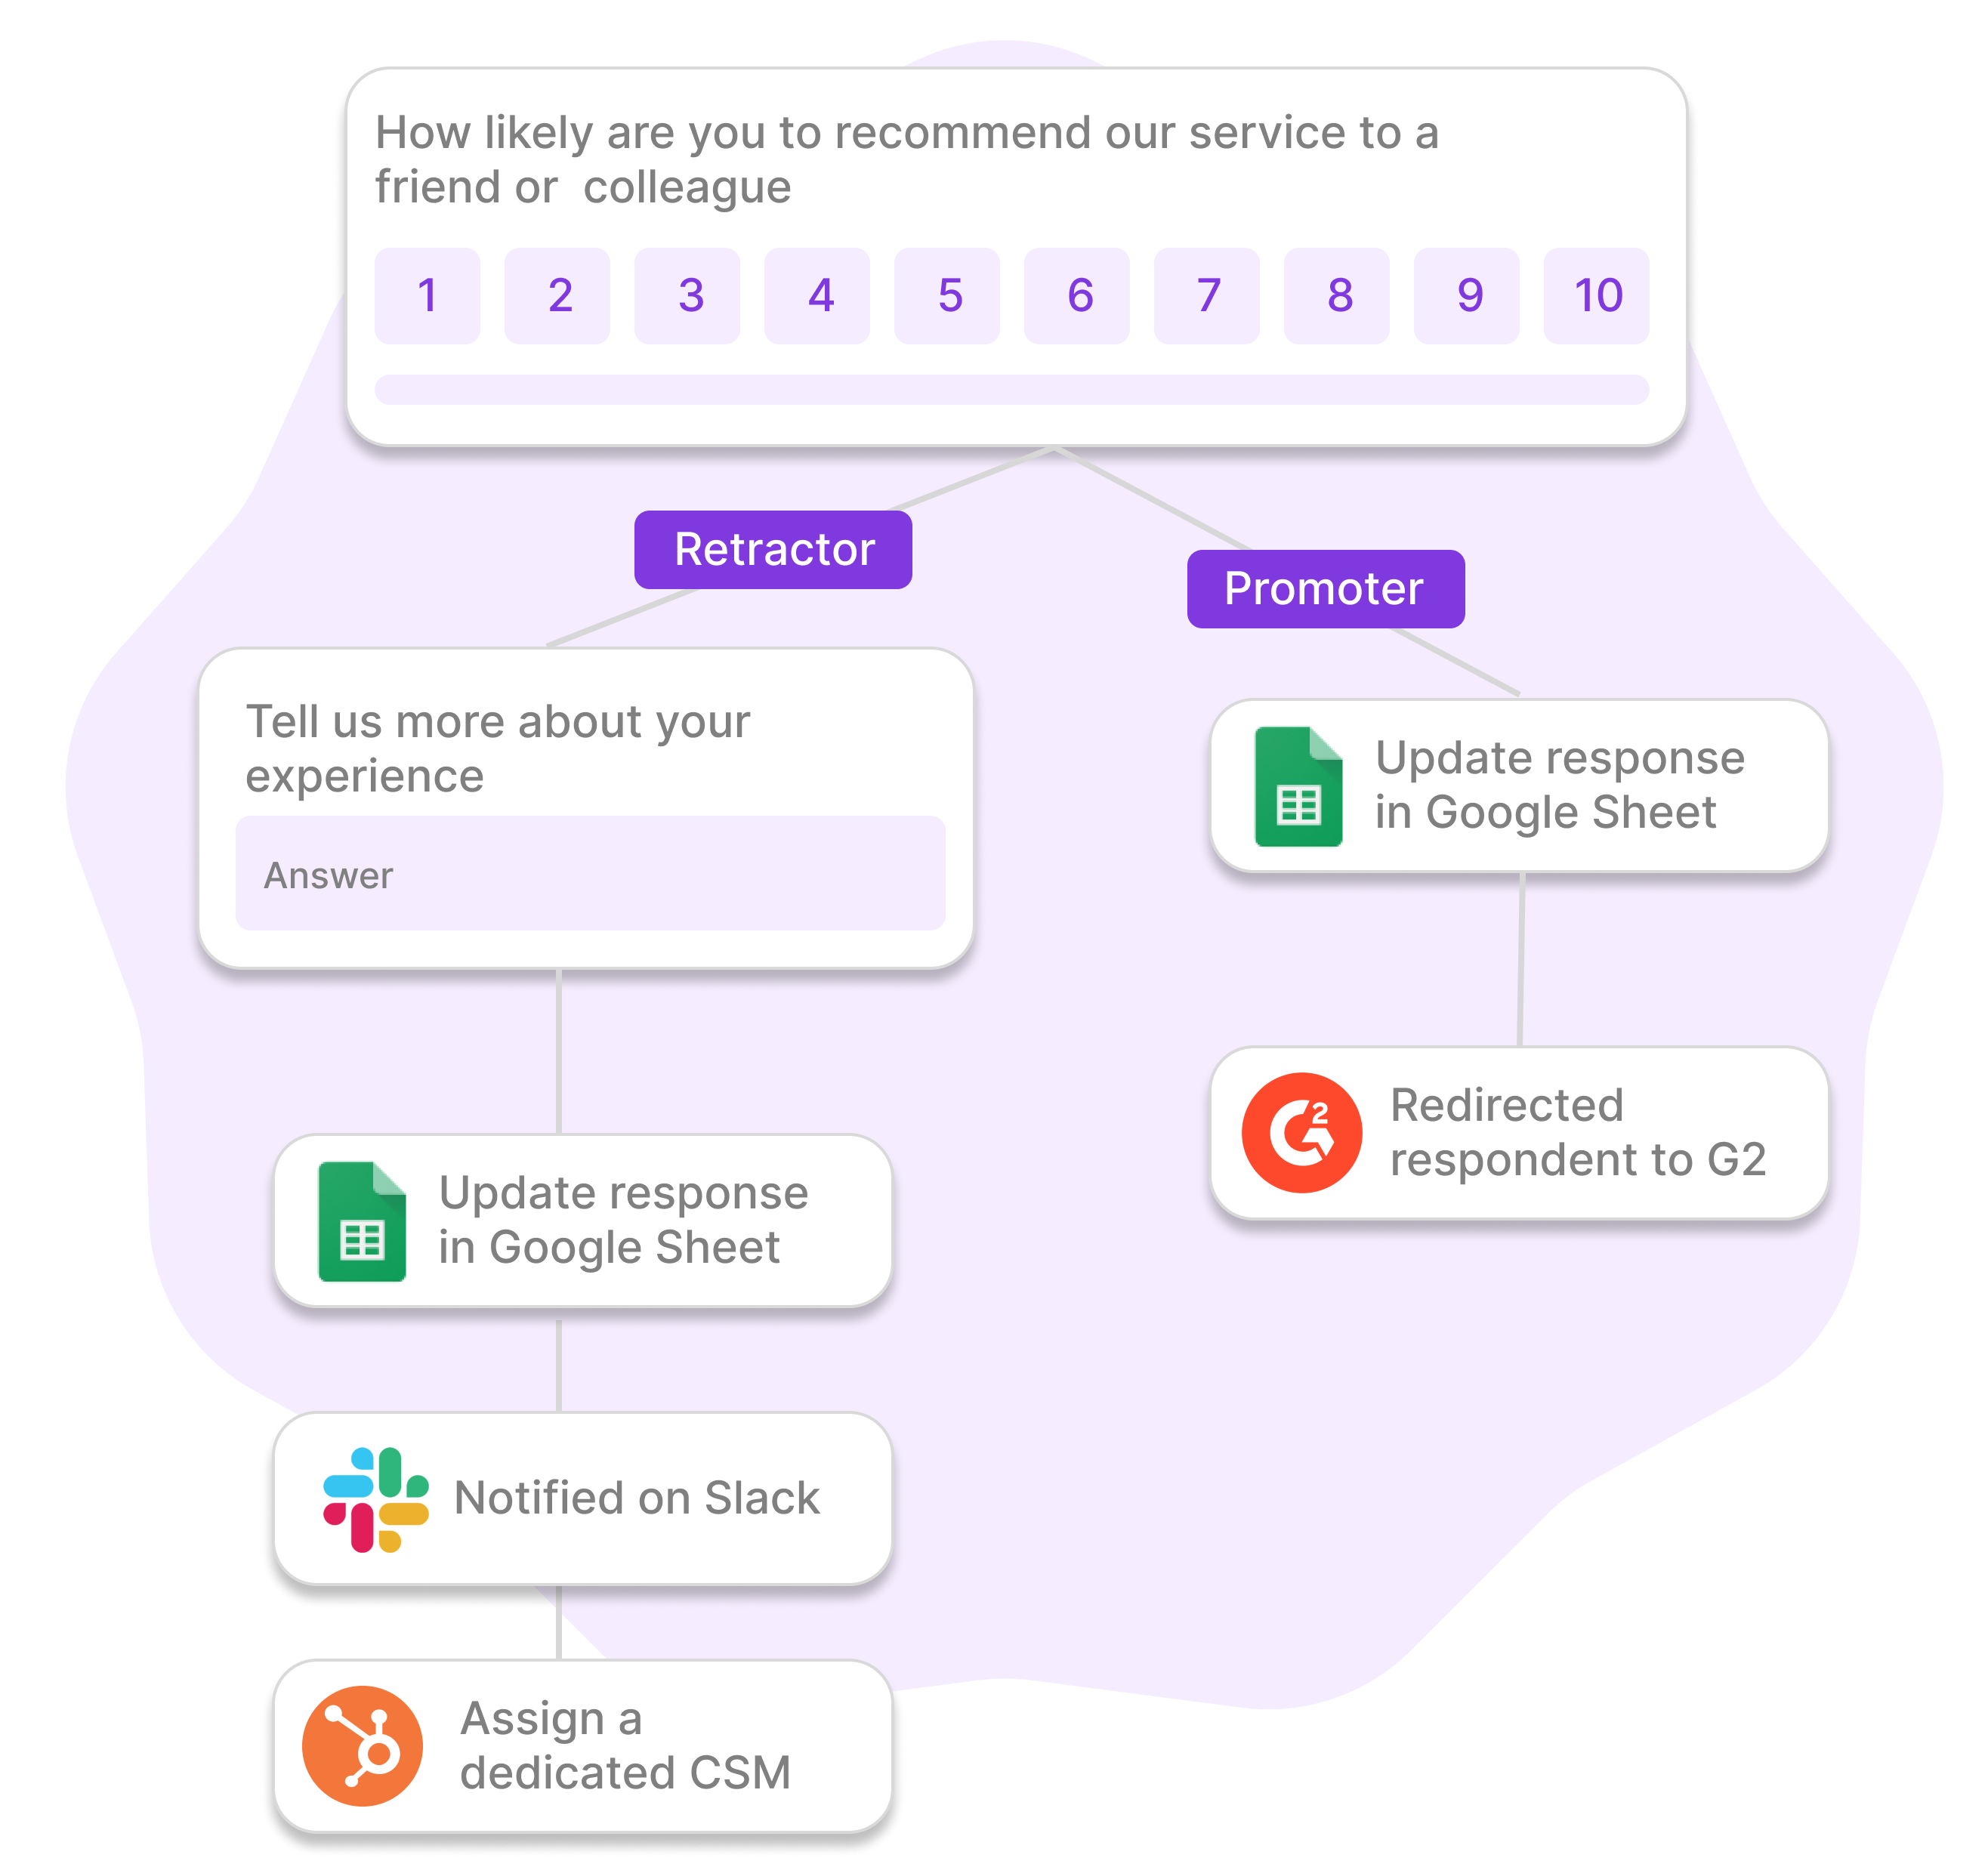 How likely are you to recommend our service to a
friend or  colleague
1 2 3 4 5 6 7 8 9 10
Retractor
Promoter
Tell us more about your
experience
Answer
Update response
in Google Sheet
Redirected
respondent to G2
Update response
in Google Sheet
Notified on Slack
Assign a
dedicated CSM